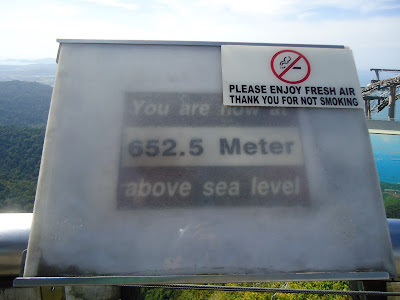 PLEASE ENJOY FRESH AIR
THANK YOU FOR NOT SMOKING
You are now at
652.5 Meter
above sea level